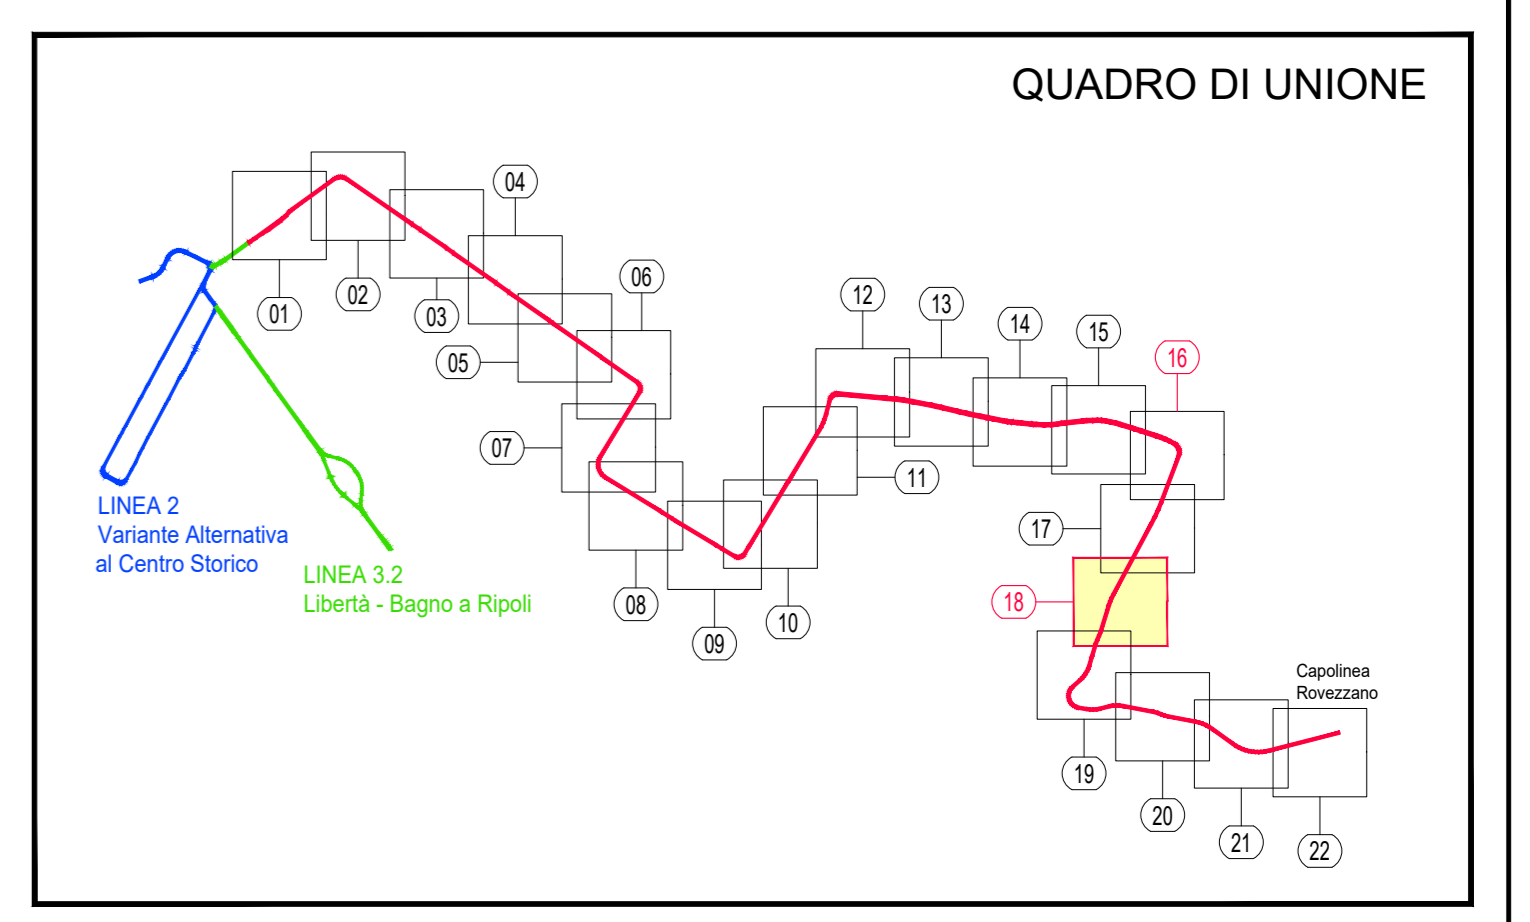 QUADRO DI UNIONE
01
02
03
04
05
06
07
08
09
10
11
12
13
14
15
16
17
18
19
20
21
22
LINEA 2
Variante Alternativa
al Centro Storico
LINEA 3.2
Libertà - Bagno a Ripoli
Capolinea
Rovezzano